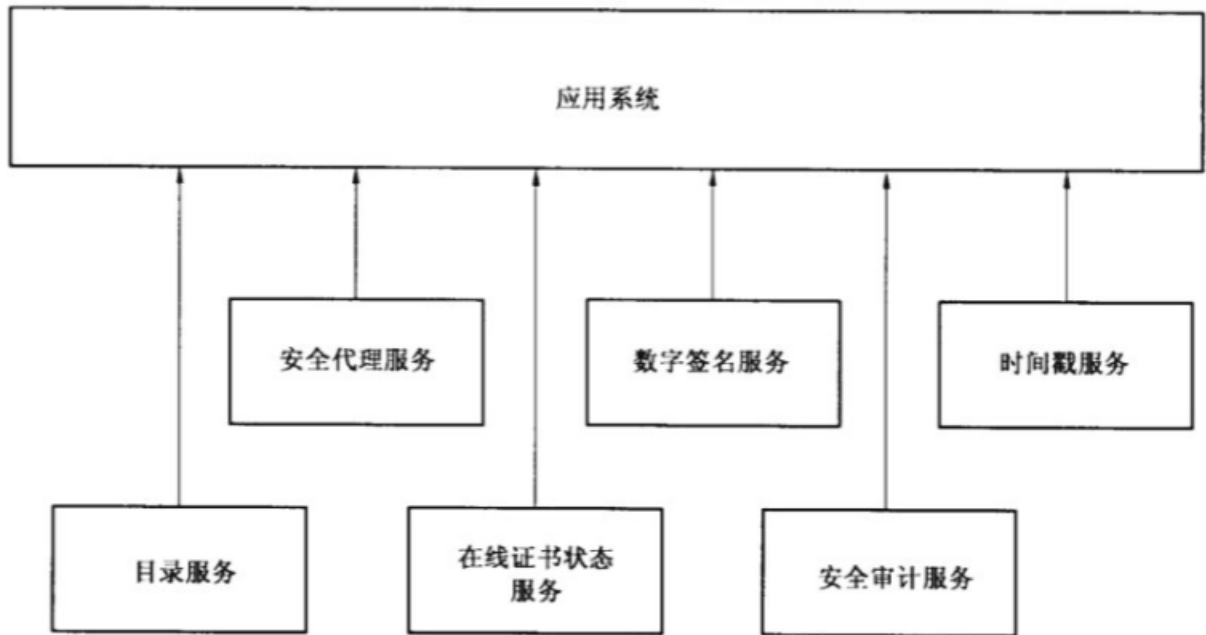 应用系统
安全代理服务
数字签名服务
时间戳服务
目录服务
在线证书状态
服务
安全审计服务